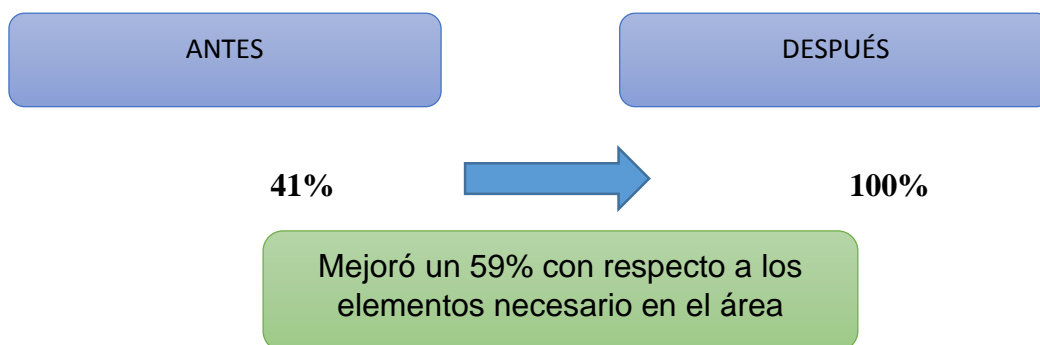 ANTES
DESPUÉS
41%
100%
Mejoró un 59% con respecto a los
elementos necesario en el área